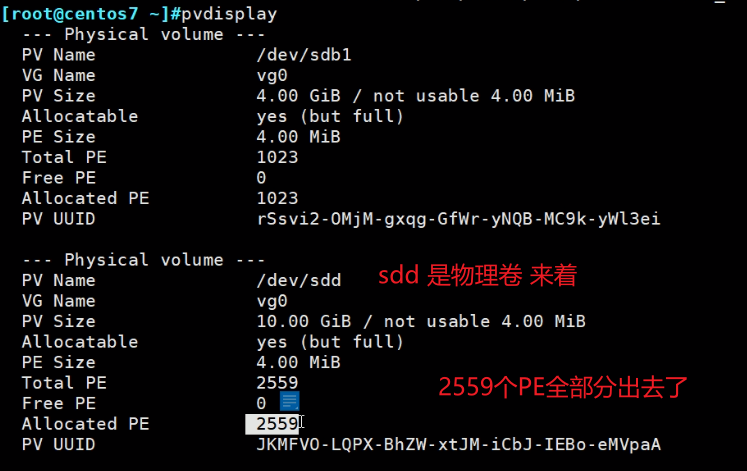 [root@centos7 ~]#pvdisplay
--- Physical volume ---
PV Name /dev/sdb1
VG Name vg0
PV Size 4.00 GiB / not usable 4.00 MiB
Allocatable yes (but full)
PE Size 4.00 MiB
Total PE 1023
Free PE 0
Allocated PE 1023
PV UUID rSsvi2-OMjM-gxqg-GfWr-yNQB-MC9k-yWl3ei
--- Physical volume ---
PV Name /dev/sdd sdd 是物理卷 来着
VG Name vg0
PV Size 10.00 GiB / not usable 4.00 MiB
Allocatable yes (but full)
PE Size 4.00 MiB
Total PE 2559 2559个PE全部分出去了
Free PE 0
Allocated PE 2559
PV UUID JKMFVO-LQPX-BhZW-xtJM-iCbJ-IEBo-eMVpaA